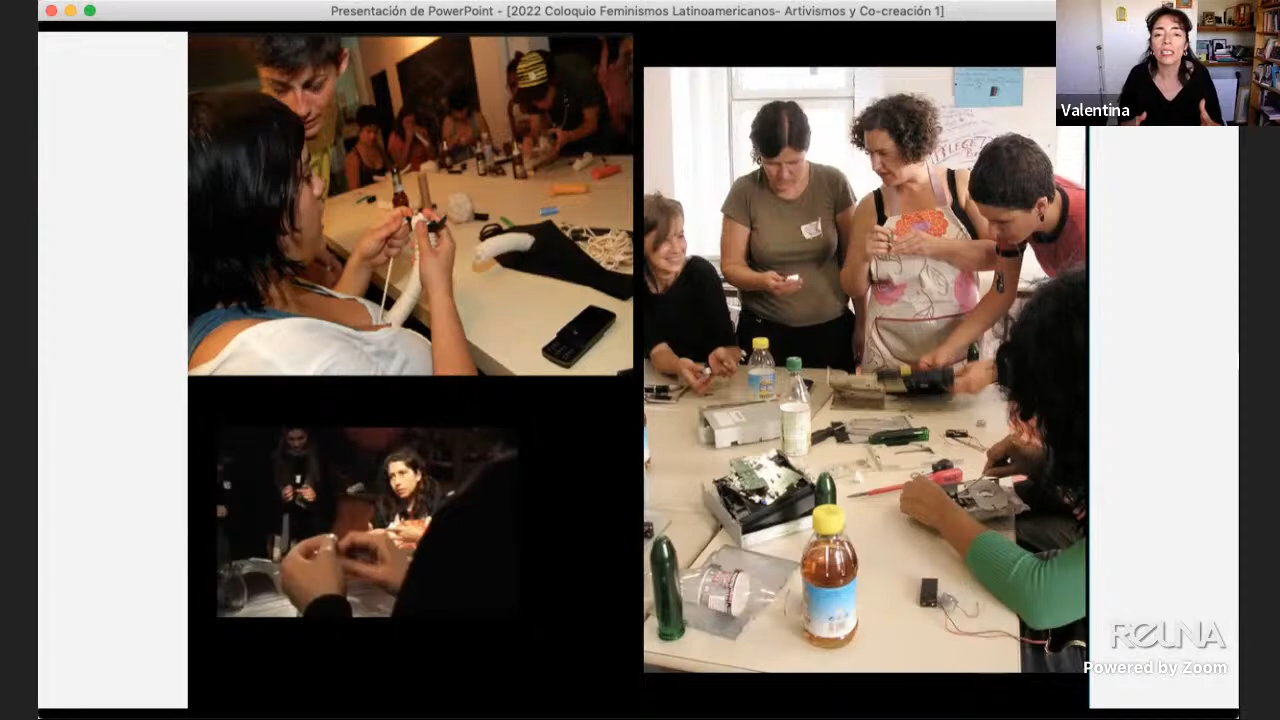 Presentación de PowerPoint - [2022 Coloquio Feminismos Latinoamericanos- Artivismos y Co-creación 1]
Valentina
REUNA
Powered by Zoom